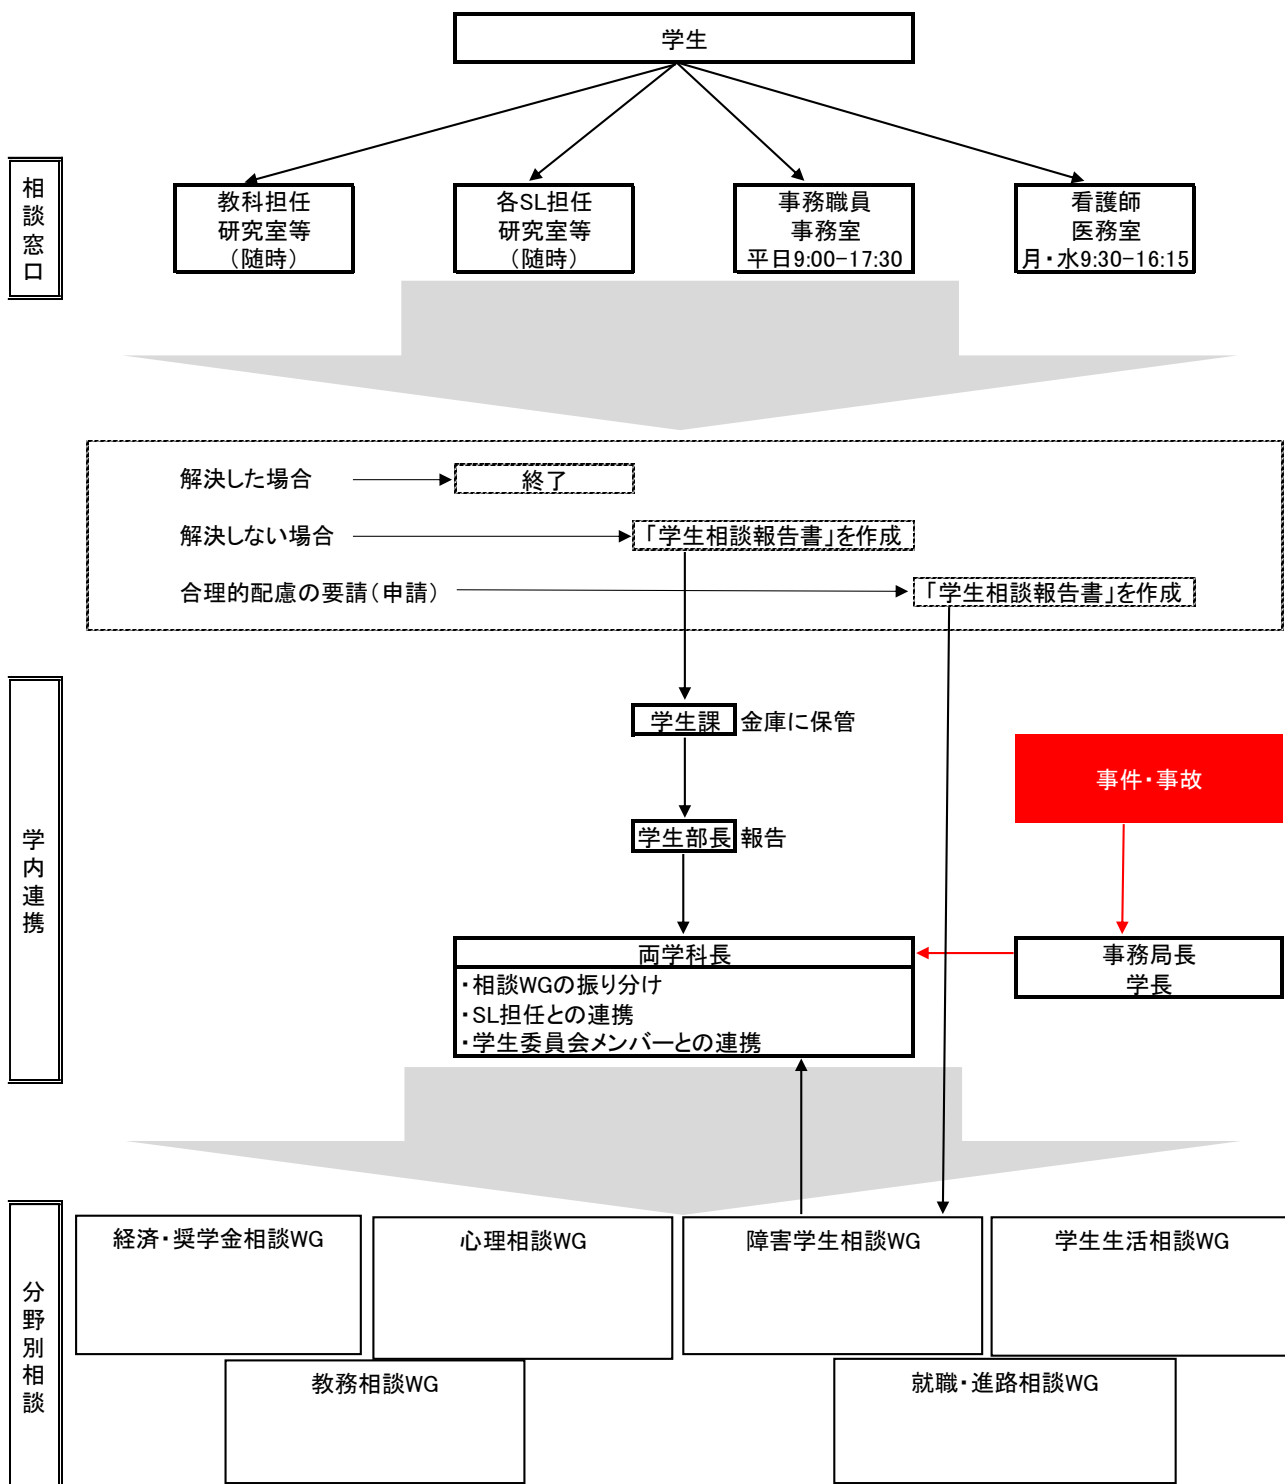 学生
相談窓口
教科担任
研究室等
（随時）
各SL担任
研究室等
（随時）
事務職員
事務室
平日9:00-17:30
看護師
医務室
月・水9:30-16:15
解決した場合
終了
解決しない場合
「学生相談報告書」を作成
合理的配慮の要請（申請）
「学生相談報告書」を作成
学内連携
学生課 金庫に保管
事件・事故
学生部長 報告
両学科長
・相談WGの振り分け
・SL担任との連携
・学生委員会メンバーとの連携
事務局長
学長
分野別相談
経済・奨学金相談WG
心理相談WG
障害学生相談WG
学生生活相談WG
教務相談WG
就職・進路相談WG